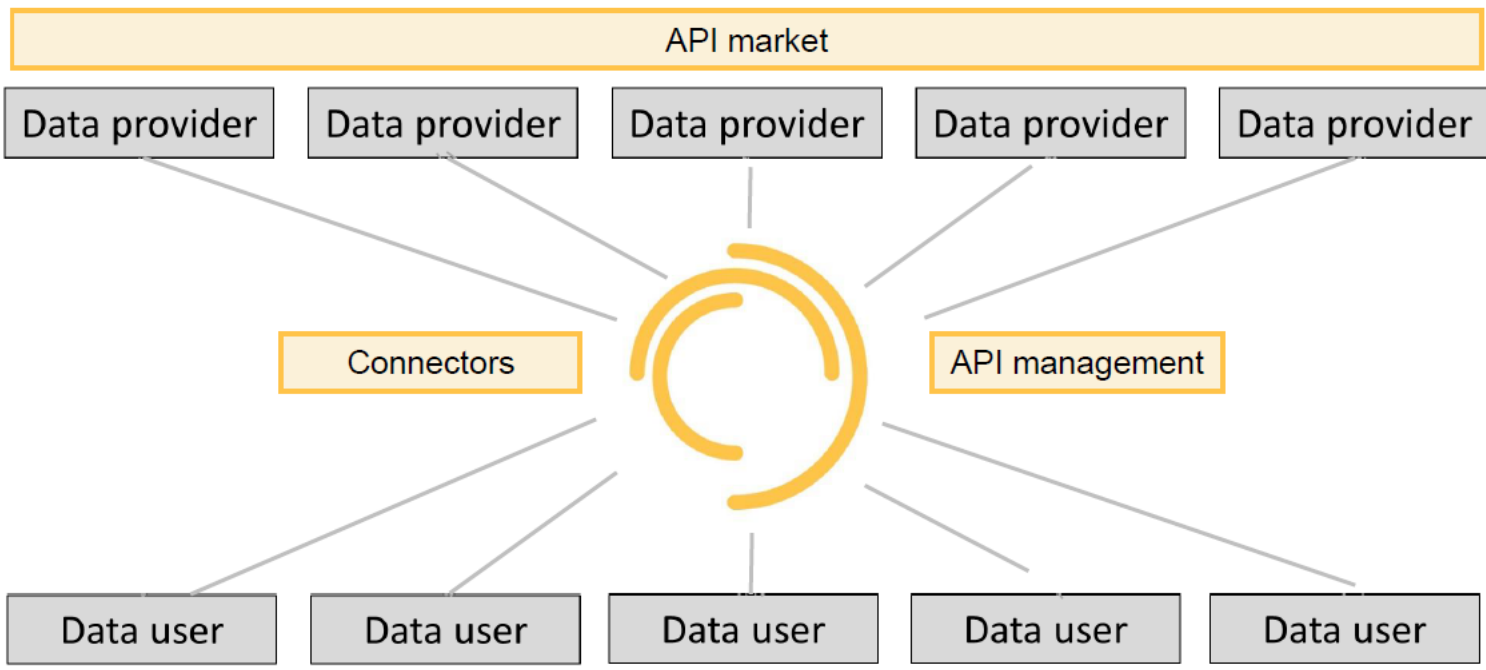 API market
Data provider
Data provider
Data provider
Data provider
Data provider
Connectors
API management
Data user
Data user
Data user
Data user
Data user